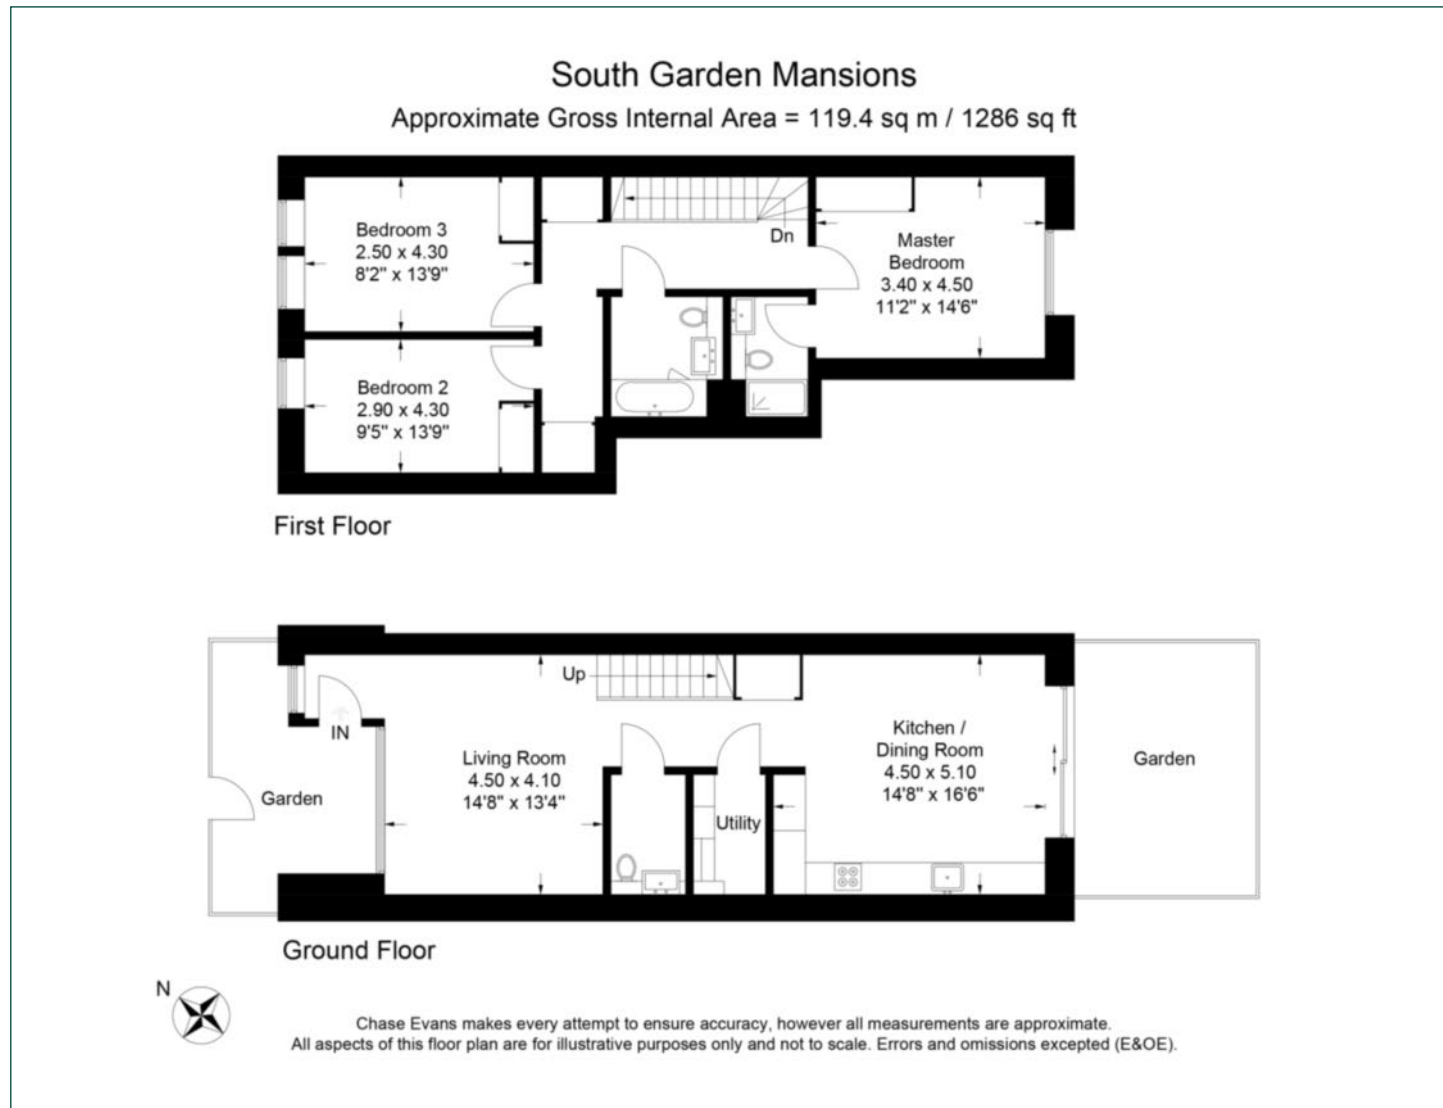 South Garden Mansions
Approximate Gross Internal Area = 119.4 sq m / 1286 sq ft
Bedroom 3
2.50 x 4.30
8'2" x 13'9"
Dn
Master
Bedroom
3.40 x 4.50
11'2" x 14'6"
Bedroom 2
2.90 x 4.30
9'5" x 13'9"
First Floor
Up
IN
Living Room
4.50 x 4.10
14'8" x 13'4"
Kitchen /
Dining Room
4.50 x 5.10
14'8" x 16'6"
Garden
Garden
Utility
Ground Floor
N
Chase Evans makes every attempt to ensure accuracy, however all measurements are approximate.
All aspects of this floor plan are for illustrative purposes only and not to scale. Errors and omissions excepted (E&OE).